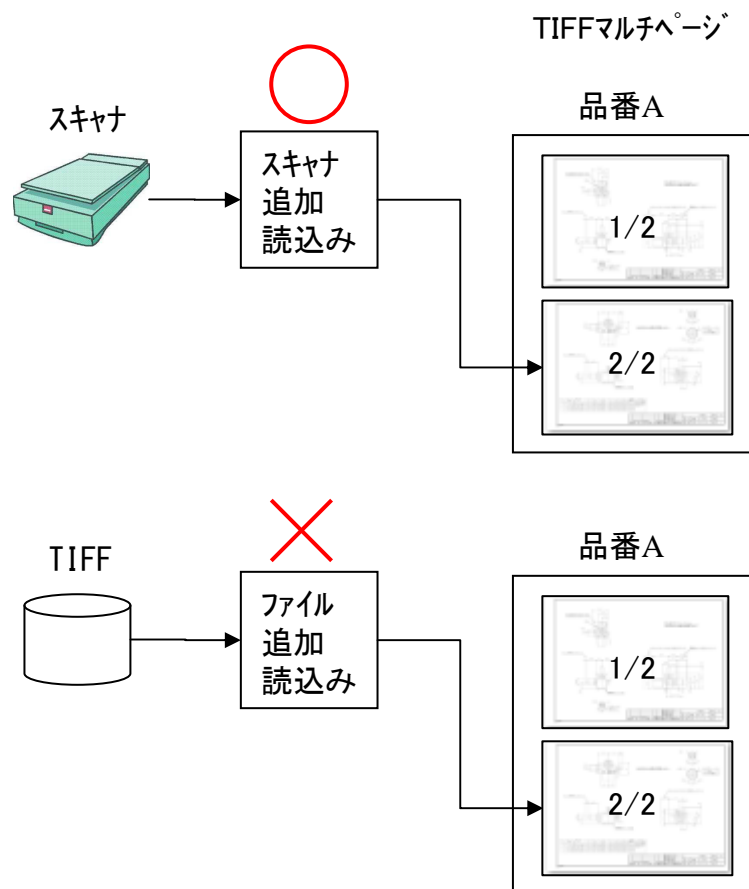 TIFFマルチページ
スキャナ
品番A
スキャナ
追加
読込み
1/2
2/2
TIFF
品番A
ファイル
追加
読込み
1/2
2/2